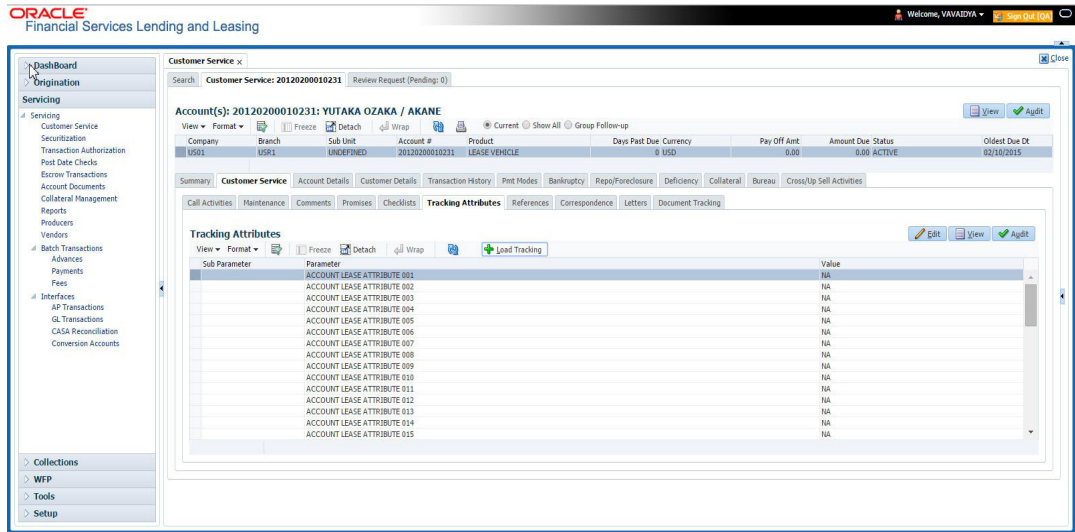 ORACLE
Financial Services Lending and Leasing
Welcome, VAVAIDYA
Sign Out [QA]
Close
DashBoard
Origination
Servicing
Servicing
Customer Service
Securitization
Transaction Authorization
Post Date Checks
Escrow Transactions
Account Documents
Collateral Management
Reports
Producers
Vendors
Batch Transactions
Advances
Payments
Fees
Interfaces
AP Transactions
GL Transactions
CASA Reconciliation
Conversion Accounts
Collections
WFP
Tools
Setup
Customer Service x
Search Customer Service: 20120200010231 Review Request (Pending: 0)
Account(s): 20120200010231: YUTAKA OZAKA / AKANE
View Audit
View Format Freeze Detach Wrap Current Show All Group Follow-up
Company Branch Sub Unit Account # Product Days Past Due Currency Pay Off Amt Amount Due Status Oldest Due Dt
US01 USR1 UNDEFINED 20120200010231 LEASE VEHICLE 0 USD 0.00 0.00 ACTIVE 02/10/2015
Summary Customer Service Account Details Customer Details Transaction History Pmt Modes Bankruptcy Repo/Foreclosure Deficiency Collateral Bureau Cross/Up Sell Activities
Call Activities Maintenance Comments Promises Checklists Tracking Attributes References Correspondence Letters Document Tracking
Tracking Attributes
Edit View Audit
View Format Freeze Detach Wrap Load Tracking
Sub Parameter Parameter Value
ACCOUNT LEASE ATTRIBUTE 001 NA
ACCOUNT LEASE ATTRIBUTE 002 NA
ACCOUNT LEASE ATTRIBUTE 003 NA
ACCOUNT LEASE ATTRIBUTE 004 NA
ACCOUNT LEASE ATTRIBUTE 005 NA
ACCOUNT LEASE ATTRIBUTE 006 NA
ACCOUNT LEASE ATTRIBUTE 007 NA
ACCOUNT LEASE ATTRIBUTE 008 NA
ACCOUNT LEASE ATTRIBUTE 009 NA
ACCOUNT LEASE ATTRIBUTE 010 NA
ACCOUNT LEASE ATTRIBUTE 011 NA
ACCOUNT LEASE ATTRIBUTE 012 NA
ACCOUNT LEASE ATTRIBUTE 013 NA
ACCOUNT LEASE ATTRIBUTE 014 NA
ACCOUNT LEASE ATTRIBUTE 015 NA